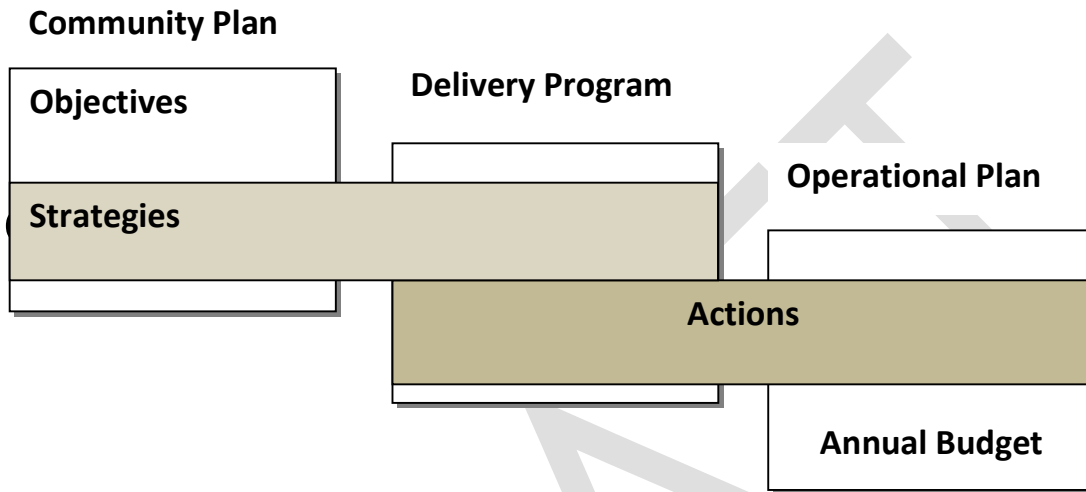 Community Plan
Delivery Program
Objectives
Operational Plan
Strategies
Actions
Annual Budget